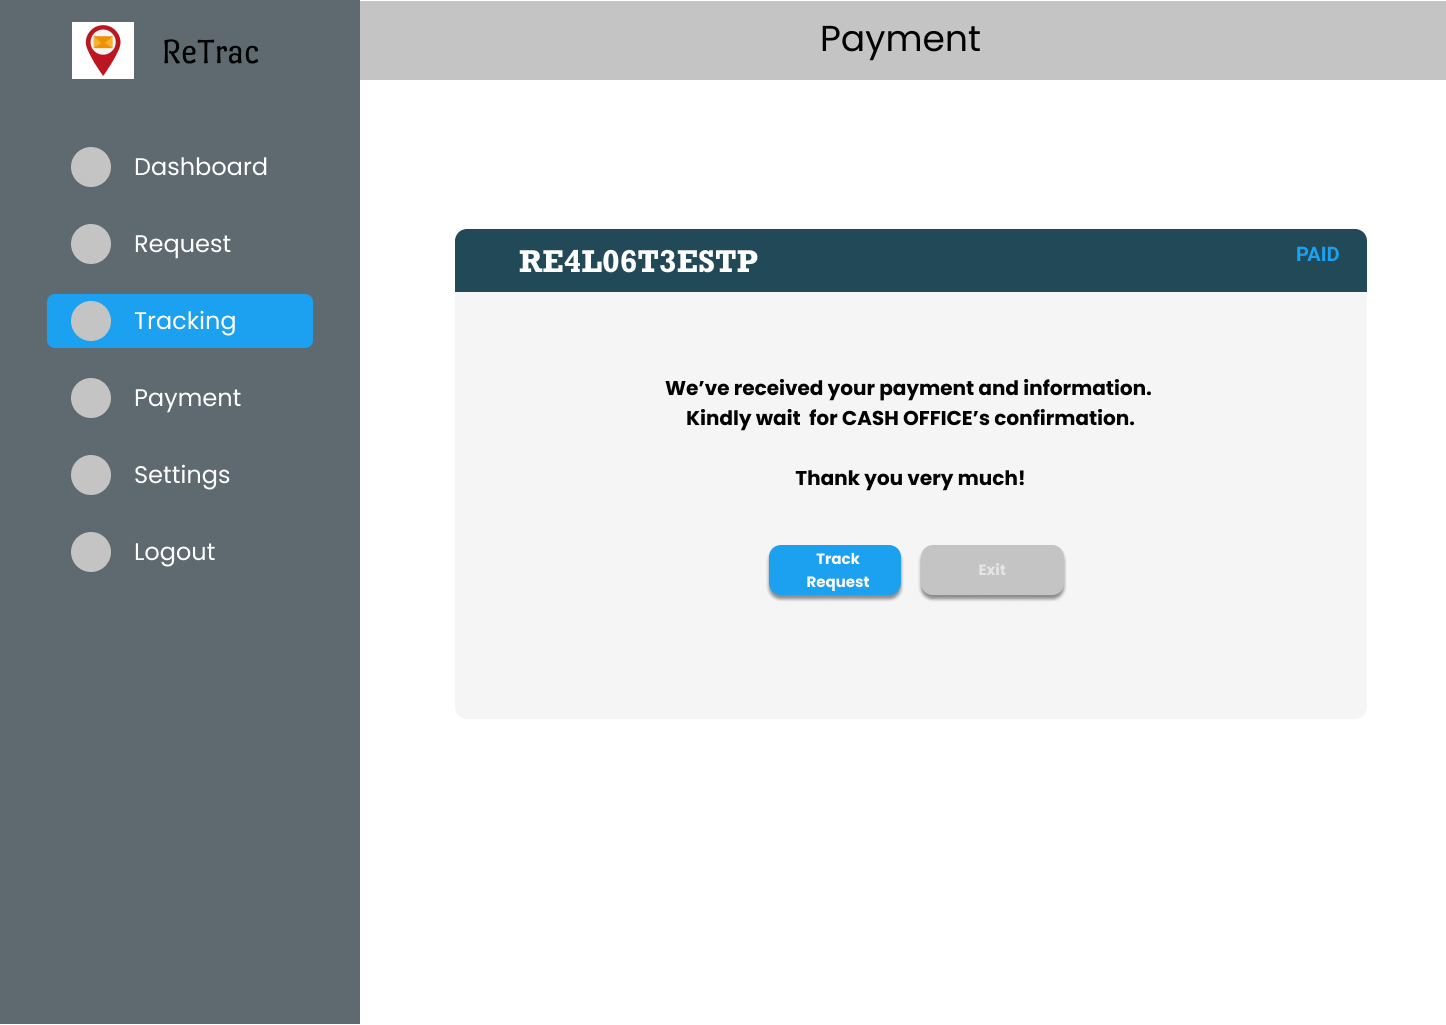 ReTrac
Payment
Dashboard
Request
Tracking
Payment
Settings
Logout
RE4L06T3ESTP
PAID
We’ve received your payment and information.
Kindly wait  for CASH OFFICE’s confirmation.
Thank you very much!
Track
Request
Exit